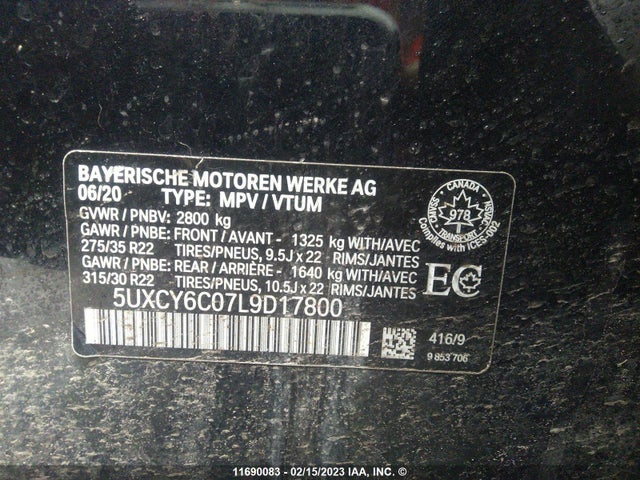 BAYERISCHE MOTOREN WERKE AG
06/20 TYPE: MPV / VTUM
GVWR / PNBV: 2800 kg
GAWR / PNBE: FRONT / AVANT - 1325 kg WITH/AVEC
275/35 R22 TIRES/PNEUS, 9.5J x 22 RIMS/JANTES
GAWR / PNBE: REAR / ARRIÈRE - 1640 kg WITH/AVEC
315/30 R22 TIRES/PNEUS, 10.5J x 22 RIMS/JANTES
5UXCY6C07L9D17800
CANADA
978
T
TRANSPORT
CMVSS
NSVAC
Complies with ICES-002
EC
416/9
9 853 706
11690083 - 02/15/2023 IAA, INC. ©